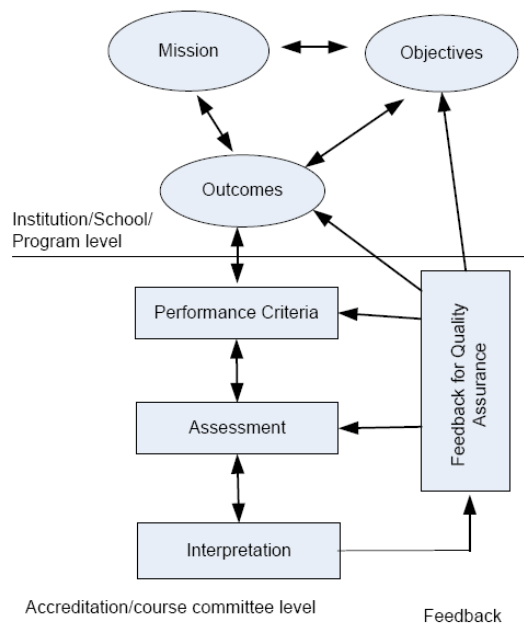 Mission
Objectives
Outcomes
Institution/School/
Program level
Performance Criteria
Assessment
Interpretation
Feedback for Quality
Assurance
Accreditation/course committee level
Feedback